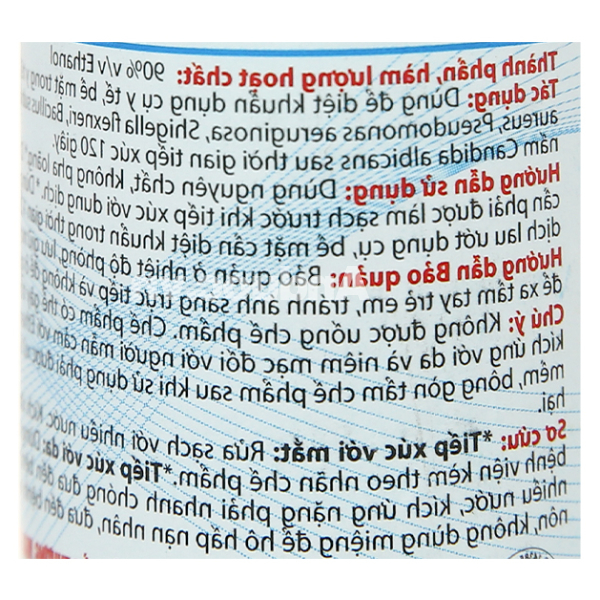 Thành phần, hàm lượng hoạt chất: 90% v/v Ethanol
Tác dụng: Dùng để diệt khuẩn dụng cụ y tế, bề mặt trong y
aureus, Pseudomonas aeruginosa, Shigella flexneri, Bacillus
nấm Candida albicans sau thời gian tiếp xúc 120 giây.
Hướng dẫn sử dụng: Dùng nguyên chất, không pha loãng.
cần phải được làm sạch trước khi tiếp xúc với dung dịch.
dịch lau ướt dụng cụ, bề mặt cần diệt khuẩn trong thời gian
Hướng dẫn Bảo quản: Bảo quản ở nhiệt độ phòng,
để xa tầm tay trẻ em, tránh ánh sáng trực tiếp và không để
Chú ý: Không được uống chế phẩm. Chế phẩm có thể
kích ứng với da và niêm mạc đối với người mẫn cảm với
mềm, bông gòn tẩm chế phẩm sau khi sử dụng phải được
hại.
Sơ cứu: *Tiếp xúc với mắt: Rửa sạch với nhiều nước,
bệnh viện kèm theo nhãn chế phẩm.*Tiếp xúc với da:
nhiều nước, kích ứng nặng phải nhanh chóng đưa đến
nôn, không dùng miệng để hô hấp nạn nhân, đưa đến